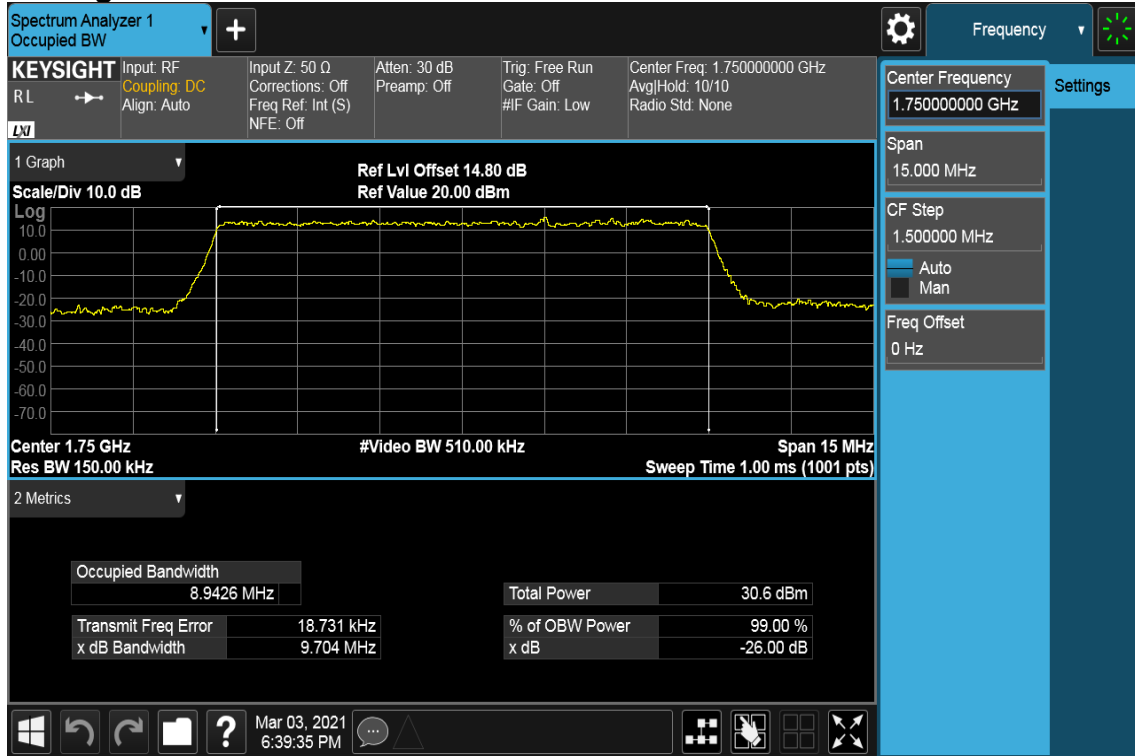 Spectrum Analyzer 1
Occupied BW
Frequency
KEYSIGHT
RL
LXI
Input: RF
Coupling: DC
Align: Auto
Input Z: 50 Ω
Corrections: Off
Freq Ref: Int (S)
NFE: Off
Atten: 30 dB
Preamp: Off
Trig: Free Run
Gate: Off
#IF Gain: Low
Center Freq: 1.750000000 GHz
Avg|Hold: 10/10
Radio Std: None
Center Frequency
1.750000000 GHz
Settings
Span
15.000 MHz
CF Step
1.500000 MHz
Auto
Man
Freq Offset
0 Hz
1 Graph
Scale/Div 10.0 dB
Ref Lvl Offset 14.80 dB
Ref Value 20.00 dBm
Log
10.0
0.00
-10.0
-20.0
-30.0
-40.0
-50.0
-60.0
-70.0
Center 1.75 GHz
#Video BW 510.00 kHz
Span 15 MHz
Res BW 150.00 kHz
Sweep Time 1.00 ms (1001 pts)
2 Metrics
Occupied Bandwidth
8.9426 MHz
Total Power 30.6 dBm
Transmit Freq Error 18.731 kHz
% of OBW Power 99.00 %
x dB Bandwidth 9.704 MHz
x dB -26.00 dB
?
Mar 03, 2021
6:39:35 PM